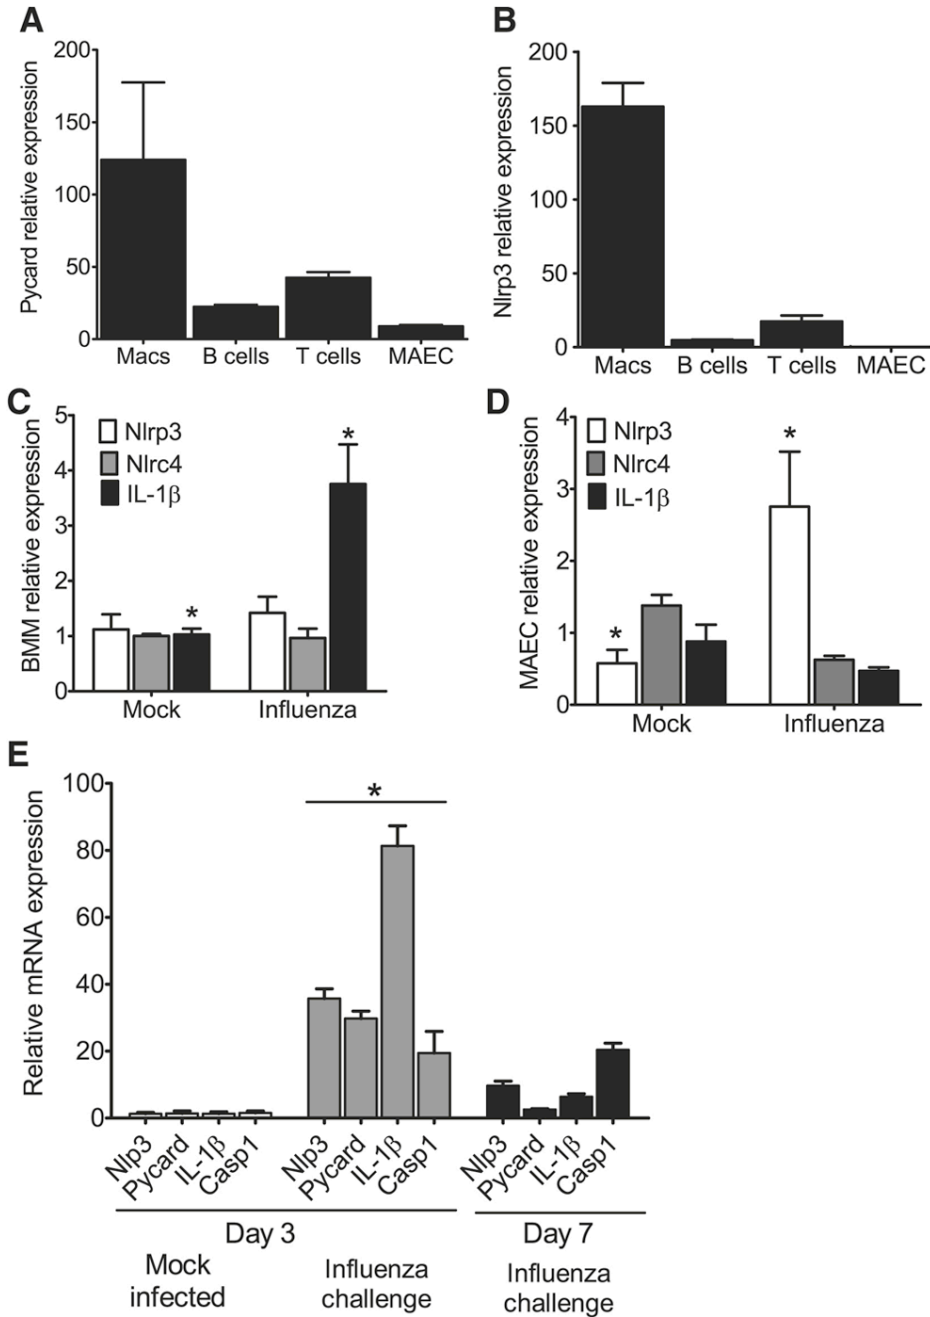 A
Pycard relative expression
200
150
100
50
0
Macs B cells T cells MAEC
B
Nlrp3 relative expression
200
150
100
50
0
Macs B cells T cells MAEC
C
BMM relative expression
5
4
3
2
1
0
Nlrp3
Nlrc4
IL-1β
*
*
Mock Influenza
D
MAEC relative expression
4
3
2
1
0
Nlrp3
Nlrc4
IL-1β
*
*
Mock Influenza
E
Relative mRNA expression
100
80
60
40
20
0
*
Nlp3 Pycard IL-1β Casp1 Nlp3 Pycard IL-1β Casp1 Nlp3 Pycard IL-1β Casp1
Day 3 Day 7
Mock
infected
Influenza
challenge
Influenza
challenge